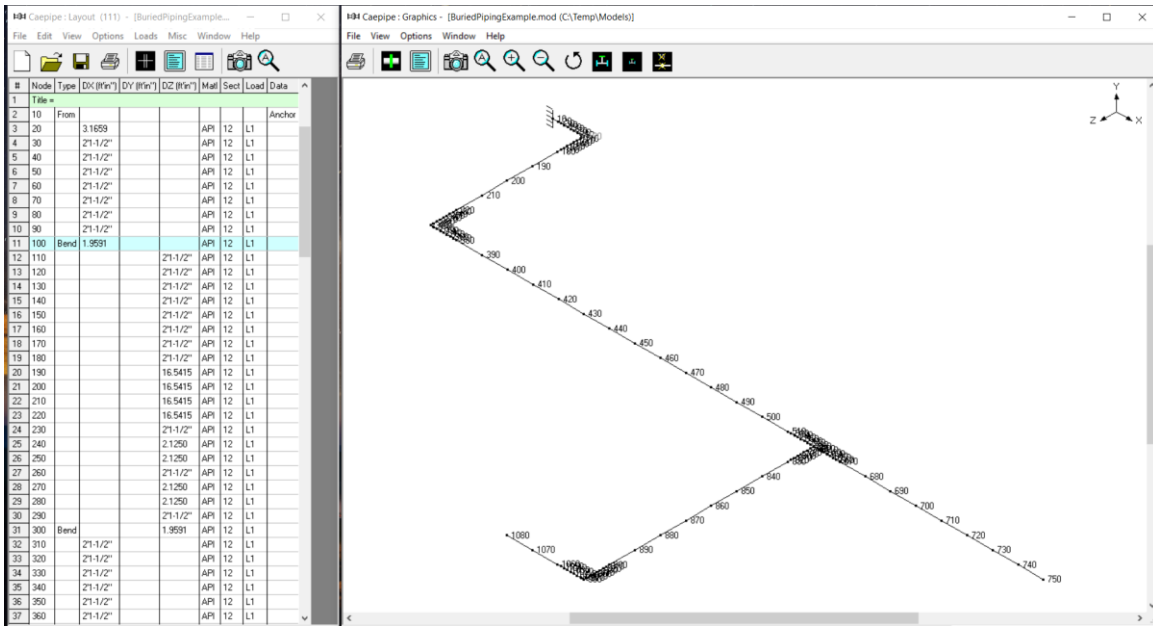 Caepipe : Layout (111) - [BuriedPipingExample...
File Edit View Options Loads Misc Window Help
# Node Type DX (ft'in") DY (ft'in") DZ (ft'in") Matl Sect Load Data
1 Title =
2 10 From Anchor
3 20 3.1659 API 12 L1
4 30 2'1-1/2" API 12 L1
5 40 2'1-1/2" API 12 L1
6 50 2'1-1/2" API 12 L1
7 60 2'1-1/2" API 12 L1
8 70 2'1-1/2" API 12 L1
9 80 2'1-1/2" API 12 L1
10 90 2'1-1/2" API 12 L1
11 100 Bend 1.9591 API 12 L1
12 110 2'1-1/2" API 12 L1
13 120 2'1-1/2" API 12 L1
14 130 2'1-1/2" API 12 L1
15 140 2'1-1/2" API 12 L1
16 150 2'1-1/2" API 12 L1
17 160 2'1-1/2" API 12 L1
18 170 2'1-1/2" API 12 L1
19 180 2'1-1/2" API 12 L1
20 190 16.5415 API 12 L1
21 200 16.5415 API 12 L1
22 210 16.5415 API 12 L1
23 220 16.5415 API 12 L1
24 230 2'1-1/2" API 12 L1
25 240 2.1250 API 12 L1
26 250 2.1250 API 12 L1
27 260 2'1-1/2" API 12 L1
28 270 2.1250 API 12 L1
29 280 2.1250 API 12 L1
30 290 2'1-1/2" API 12 L1
31 300 Bend 1.9591 API 12 L1
32 310 2'1-1/2" API 12 L1
33 320 2'1-1/2" API 12 L1
34 330 2'1-1/2" API 12 L1
35 340 2'1-1/2" API 12 L1
36 350 2'1-1/2" API 12 L1
37 360 2'1-1/2" API 12 L1
Caepipe : Graphics - [BuriedPipingExample.mod (C:\Temp\Models)]
File View Options Window Help
Y
Z X
190
200
210
390
400
410
420
430
440
450
460
470
480
490
500
680
690
700
710
720
730
740
750
840
850
860
870
880
890
1080
1070